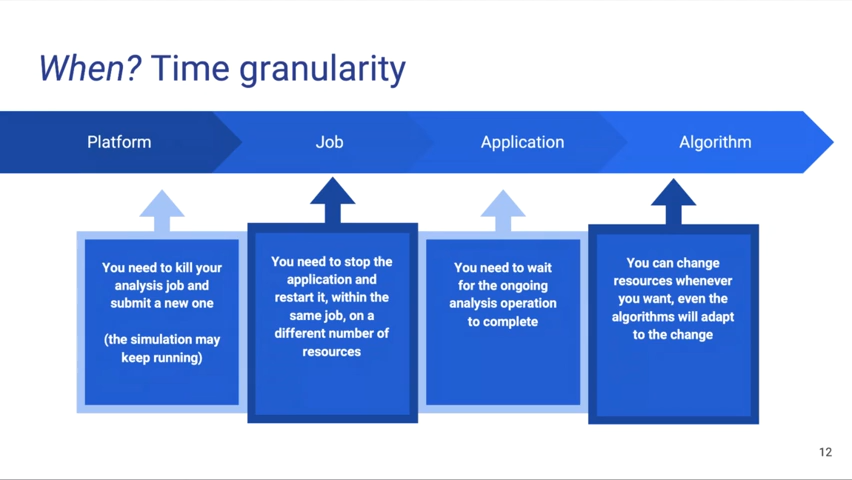 When? Time granularity
Platform
Job
Application
Algorithm
You need to kill your
analysis job and
submit a new one
(the simulation may
keep running)
You need to stop the
application and
restart it, within the
same job, on a
different number of
resources
You need to wait
for the ongoing
analysis operation
to complete
You can change
resources whenever
you want, even the
algorithms will adapt
to the change
12